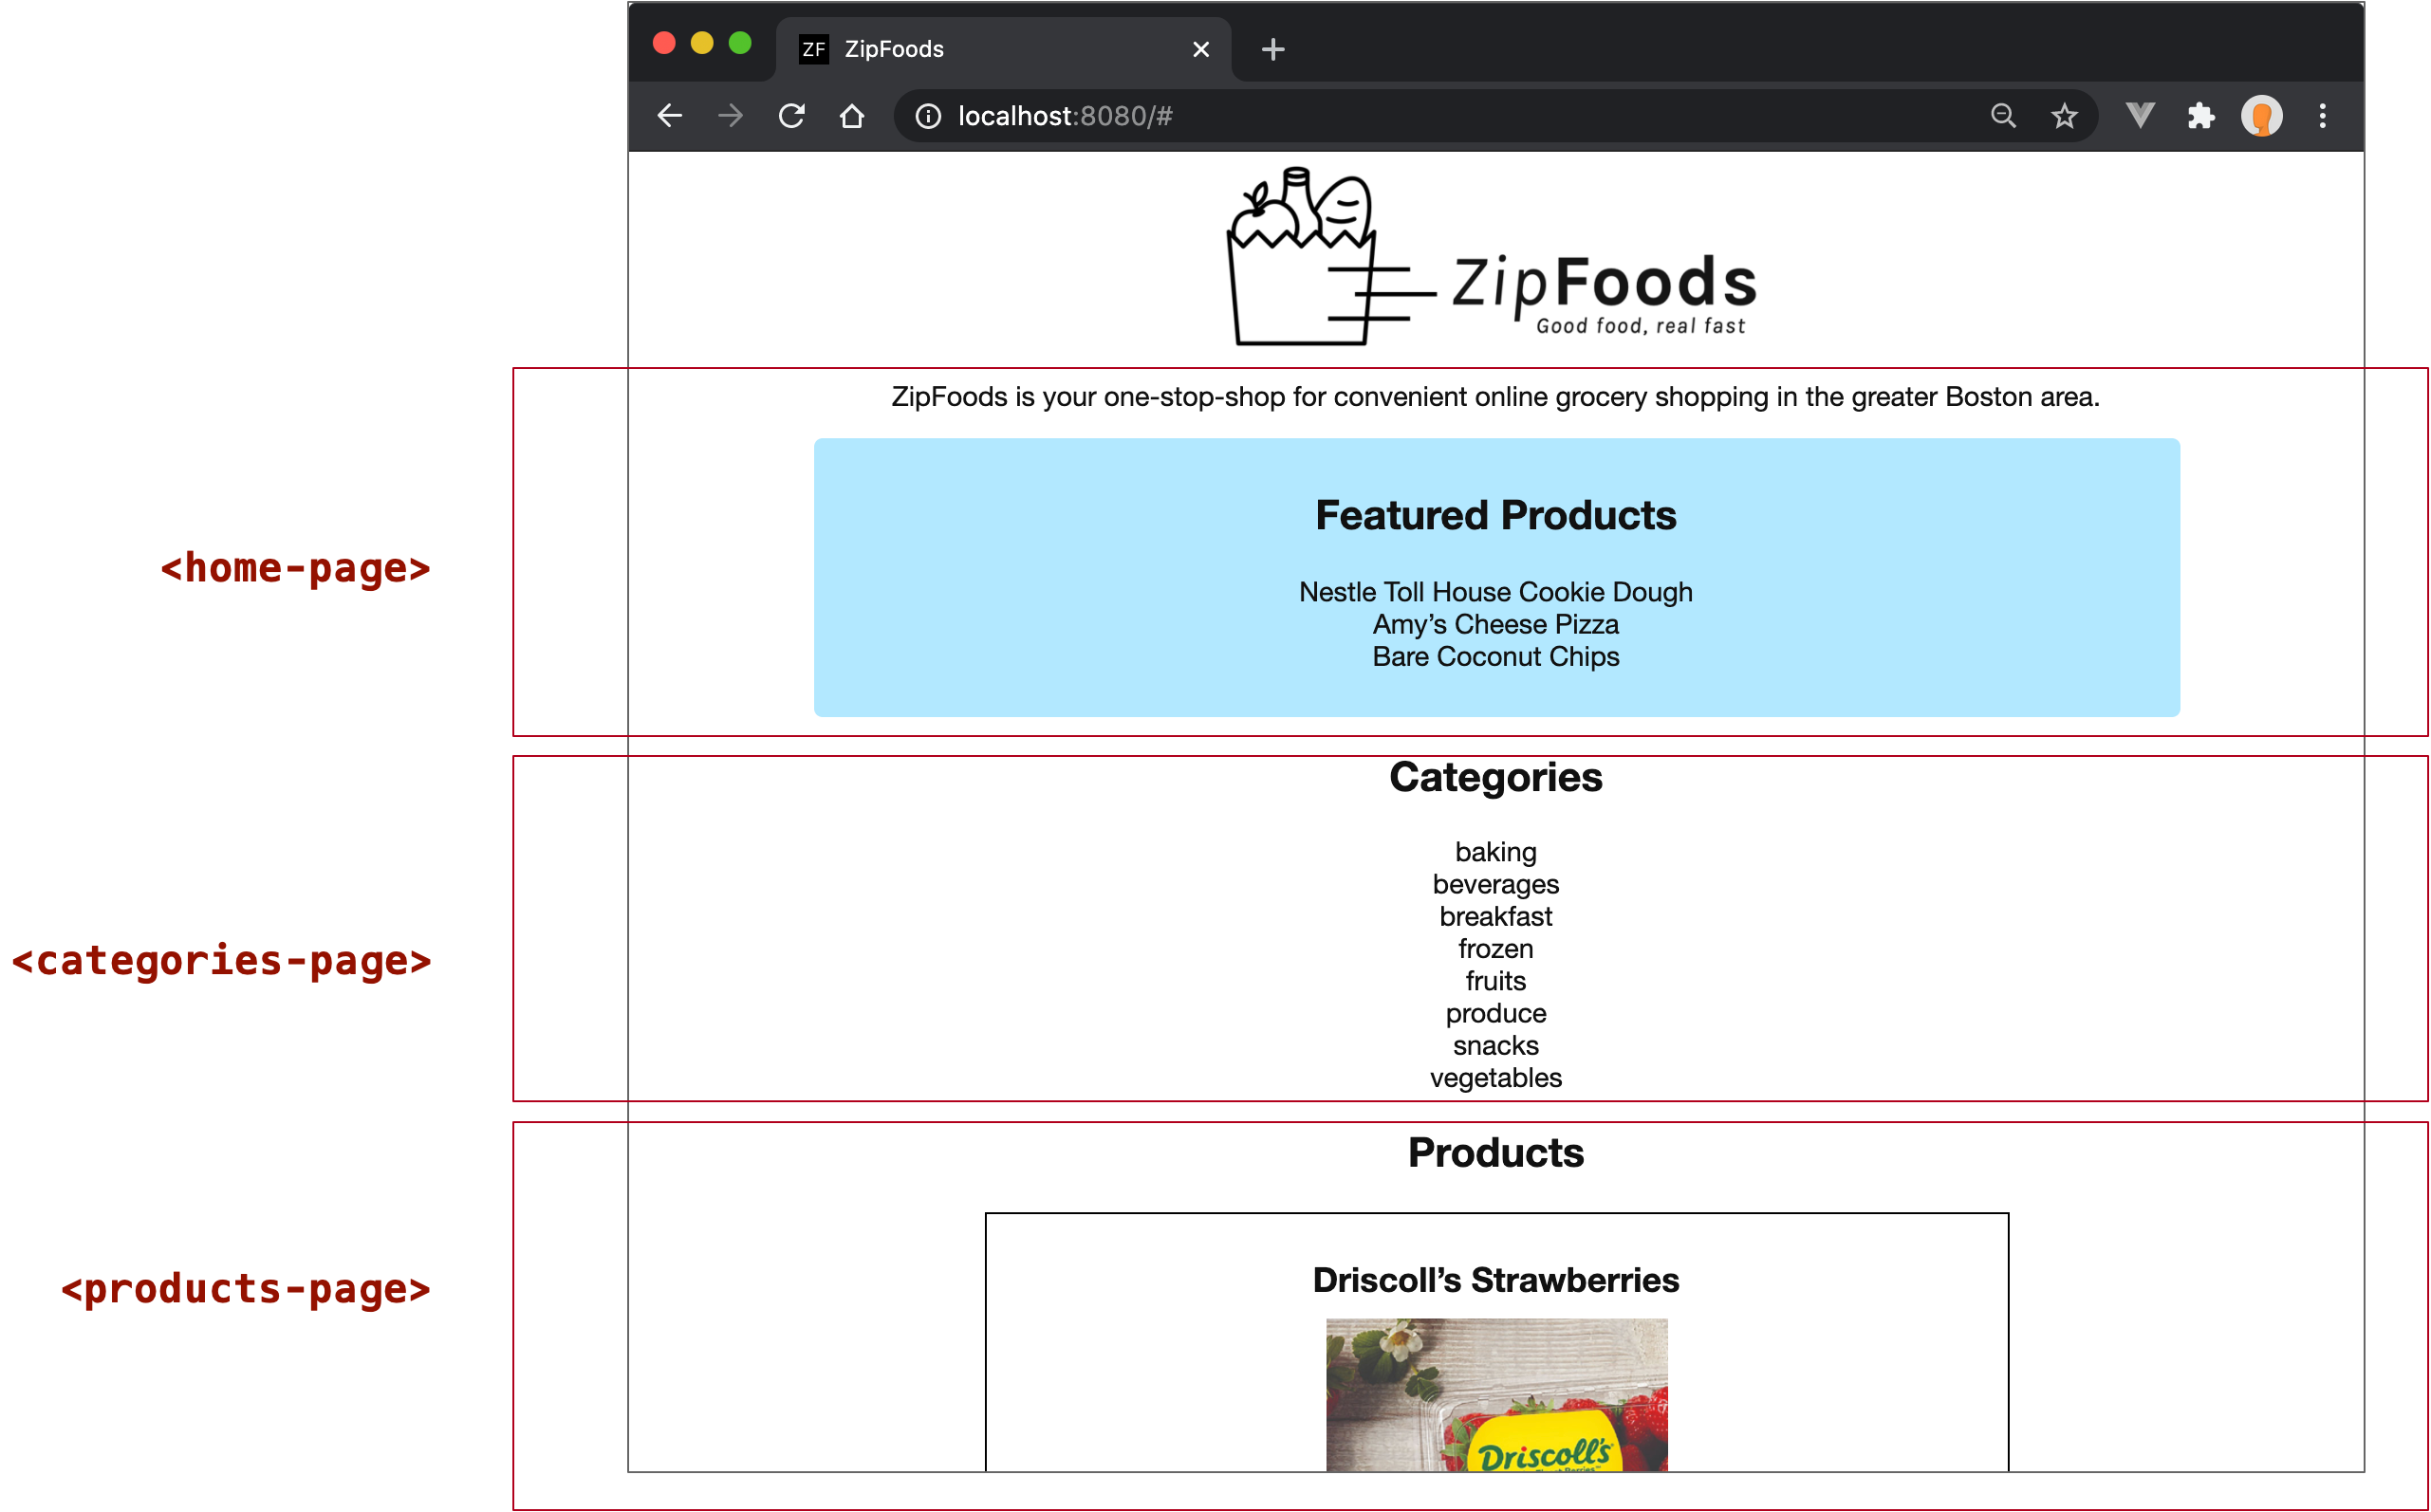 ZF ZipFoods
localhost:8080/#
ZipFoods
Good food, real fast
ZipFoods is your one-stop-shop for convenient online grocery shopping in the greater Boston area.
<home-page>
Featured Products
Nestle Toll House Cookie Dough
Amy’s Cheese Pizza
Bare Coconut Chips
<categories-page>
Categories
baking
beverages
breakfast
frozen
fruits
produce
snacks
vegetables
<products-page>
Products
Driscoll’s Strawberries
Driscoll's